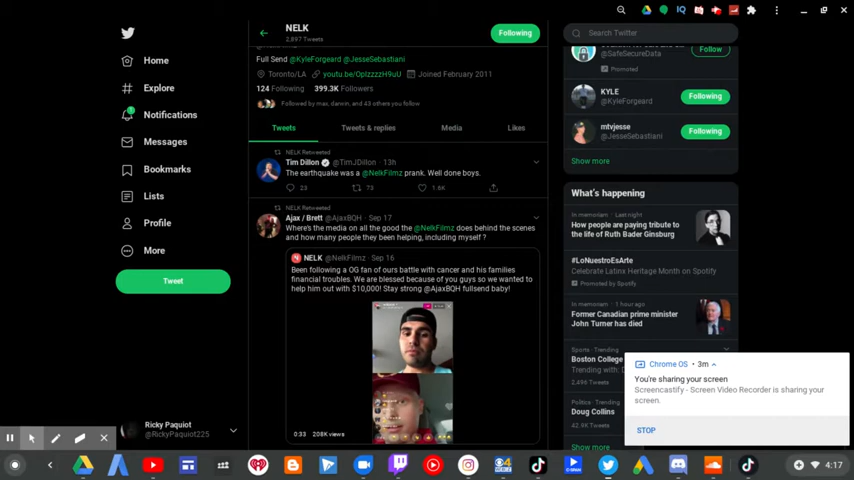 NELK
2,897 Tweets
Following
Search Twitter
Home
Explore
1
Notifications
Messages
Bookmarks
Lists
Profile
More
Tweet
Ricky Paquiot
@RickyPaquiot225
Full Send @KyleForgeard @JesseSebastiani
Toronto/LA youtu.be/OpIzzzzH9uU Joined February 2011
124 Following 399.3K Followers
Followed by max, darwin, and 43 others you follow
Tweets Tweets & replies Media Likes
NELK Retweeted
Tim Dillon @TimJDillon · 13h
The earthquake was a @NelkFilmz prank. Well done boys.
23 73 1.6K
NELK Retweeted
Ajax / Brett @AjaxBQH · Sep 17
Where's the media on all the good the @NelkFilmz does behind the scenes
and how many people they been helping, including myself ?
NELK @NelkFilmz · Sep 16
Been following a OG fan of ours battle with cancer and his families
financial troubles. We are blessed because of you guys so we wanted to
help him out with $10,000! Stay strong @AjaxBQH fullsend baby!
0:33 208K views
Follow
@SafeSecureData
Promoted
KYLE
@KyleForgeard
Following
mtvjesse
@JesseSebastiani
Following
Show more
What's happening
In memoriam · Last night
How people are paying tribute
to the life of Ruth Bader Ginsburg
#LoNuestroEsArte
Celebrate Latinx Heritage Month on Spotify
Promoted by Spotify
In memoriam · 1 hour ago
Former Canadian prime minister
John Turner has died
Sports · Trending
Boston College
Trending with:
2,496 Tweets
Politics · Trending
Doug Collins
42.9K Tweets
Show more
Chrome OS · 3m
You're sharing your screen
Screencastify - Screen Video Recorder is sharing your
screen.
STOP
4:17